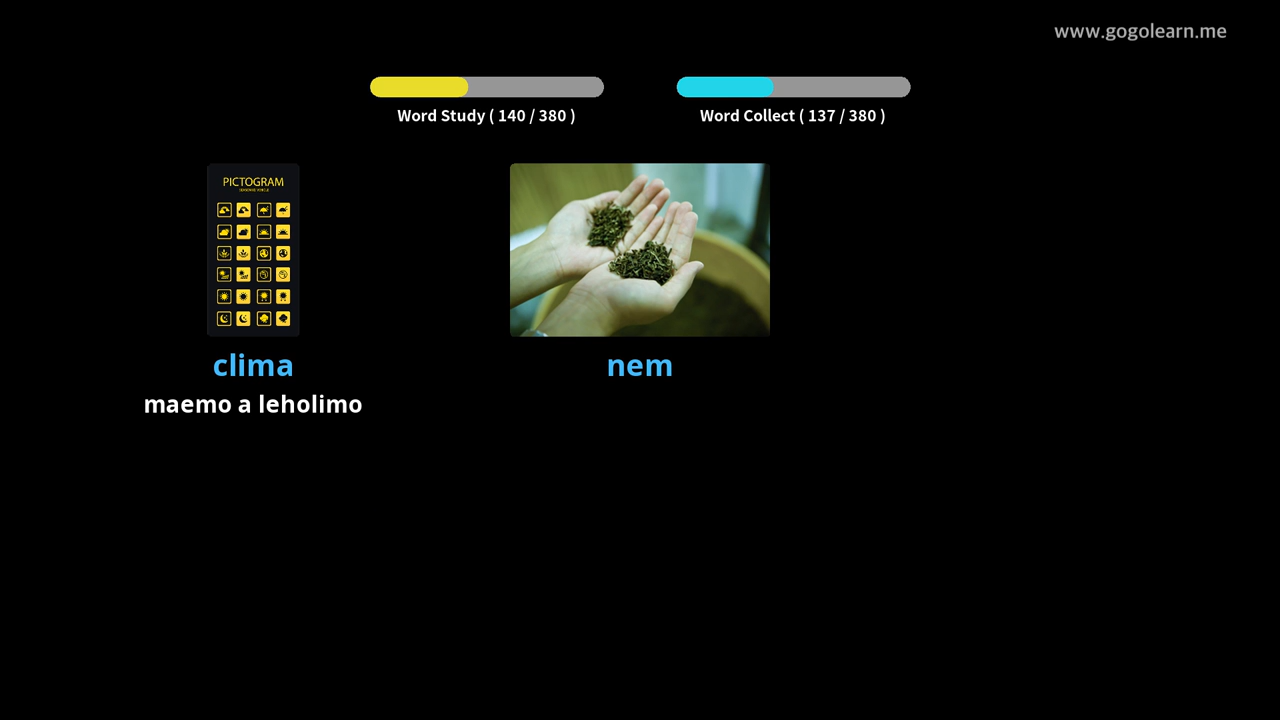 www.gogolearn.me
Word Study ( 140 / 380 )
Word Collect ( 137 / 380 )
PICTOGRAM
clima
nem
maemo a leholimo